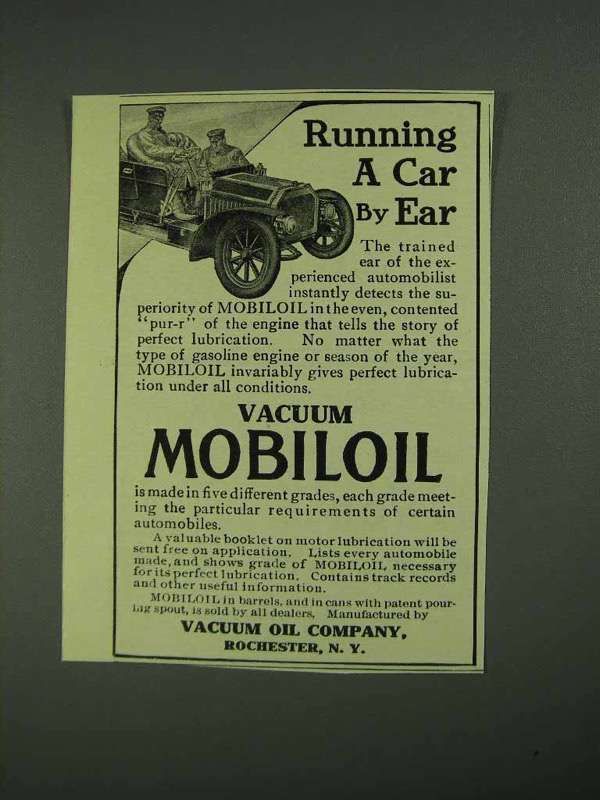 Running
A Car
By Ear
The trained
ear of the ex-
perienced automobilist
instantly detects the su-
periority of MOBILOIL in the even, contented
"pur-r" of the engine that tells the story of
perfect lubrication. No matter what the
type of gasoline engine or season of the year,
MOBILOIL invariably gives perfect lubrica-
tion under all conditions.
VACUUM
MOBILOIL
is made in five different grades, each grade meet-
ing the particular requirements of certain
automobiles.
A valuable booklet on motor lubrication will be
sent free on application. Lists every automobile
made, and shows grade of MOBILOIL necessary
for its perfect lubrication. Contains track records
and other useful information.
MOBILOIL in barrels, and in cans with patent pour-
ing spout, is sold by all dealers. Manufactured by
VACUUM OIL COMPANY,
ROCHESTER, N. Y.